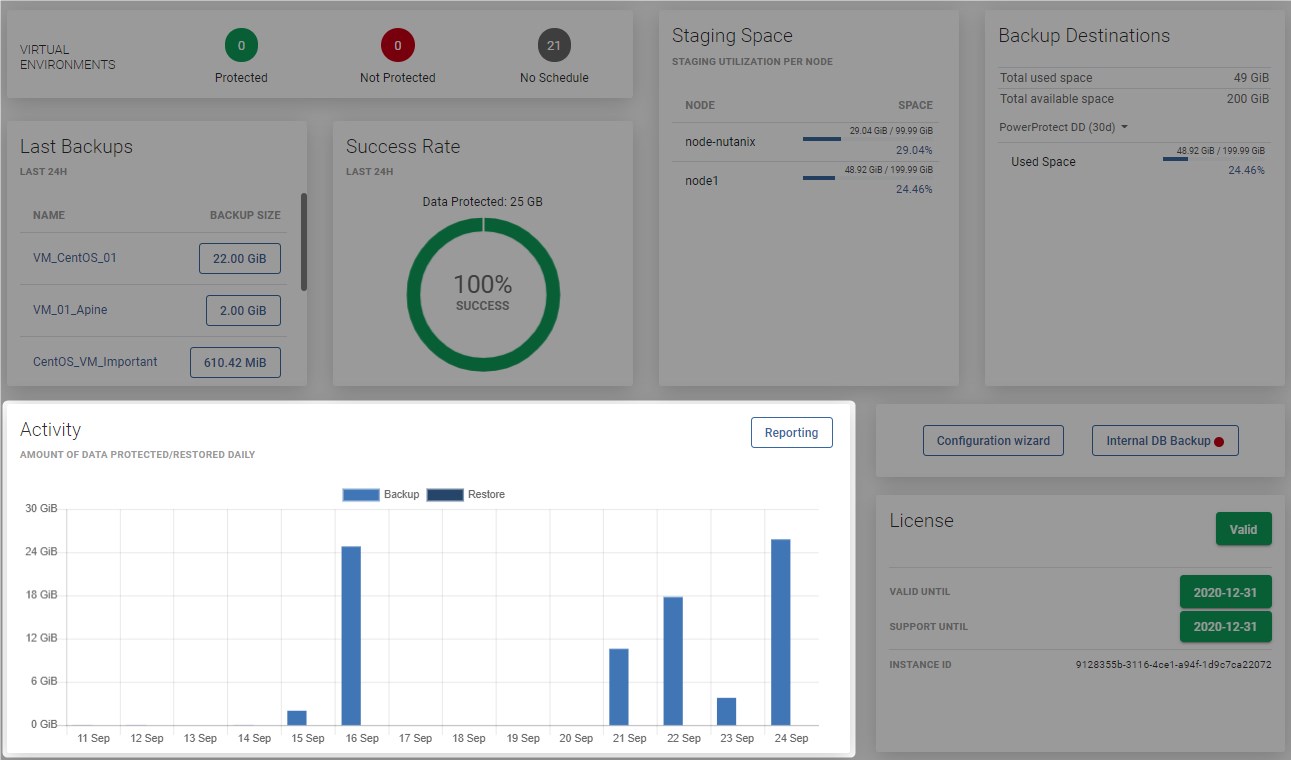 VIRTUAL
ENVIRONMENTS
0
Protected
0
Not Protected
21
No Schedule
Last Backups
LAST 24H
NAME BACKUP SIZE
VM_CentOS_01 22.00 GiB
VM_01_Apine 2.00 GiB
CentOS_VM_Important 610.42 MiB
Success Rate
LAST 24H
Data Protected: 25 GB
100%
SUCCESS
Staging Space
STAGING UTILIZATION PER NODE
NODE SPACE
node-nutanix 29.04 GiB / 99.99 GiB
29.04%
node1 48.92 GiB / 199.99 GiB
24.46%
Backup Destinations
Total used space 49 GiB
Total available space 200 GiB
PowerProtect DD (30d)
Used Space 48.92 GiB / 199.99 GiB
24.46%
Activity
Reporting
AMOUNT OF DATA PROTECTED/RESTORED DAILY
Backup Restore
30 GiB
24 GiB
18 GiB
12 GiB
6 GiB
0 GiB
11 Sep 12 Sep 13 Sep 14 Sep 15 Sep 16 Sep 17 Sep 18 Sep 19 Sep 20 Sep 21 Sep 22 Sep 23 Sep 24 Sep
Configuration wizard
Internal DB Backup
License
Valid
VALID UNTIL 2020-12-31
SUPPORT UNTIL 2020-12-31
INSTANCE ID 9128355b-3116-4ce1-a94f-1d9c7ca22072